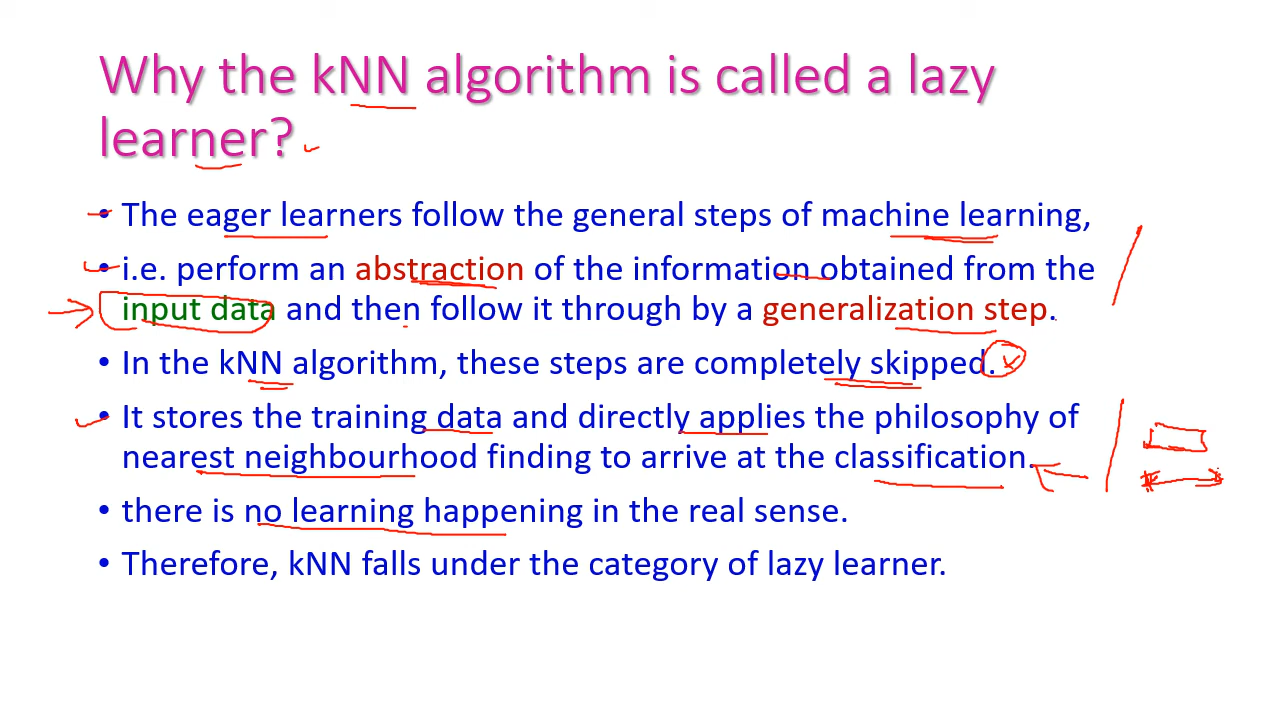 Why the kNN algorithm is called a lazy
learner?
• The eager learners follow the general steps of machine learning,
• i.e. perform an abstraction of the information obtained from the
input data and then follow it through by a generalization step.
• In the kNN algorithm, these steps are completely skipped.
• It stores the training data and directly applies the philosophy of
nearest neighbourhood finding to arrive at the classification.
• there is no learning happening in the real sense.
• Therefore, kNN falls under the category of lazy learner.